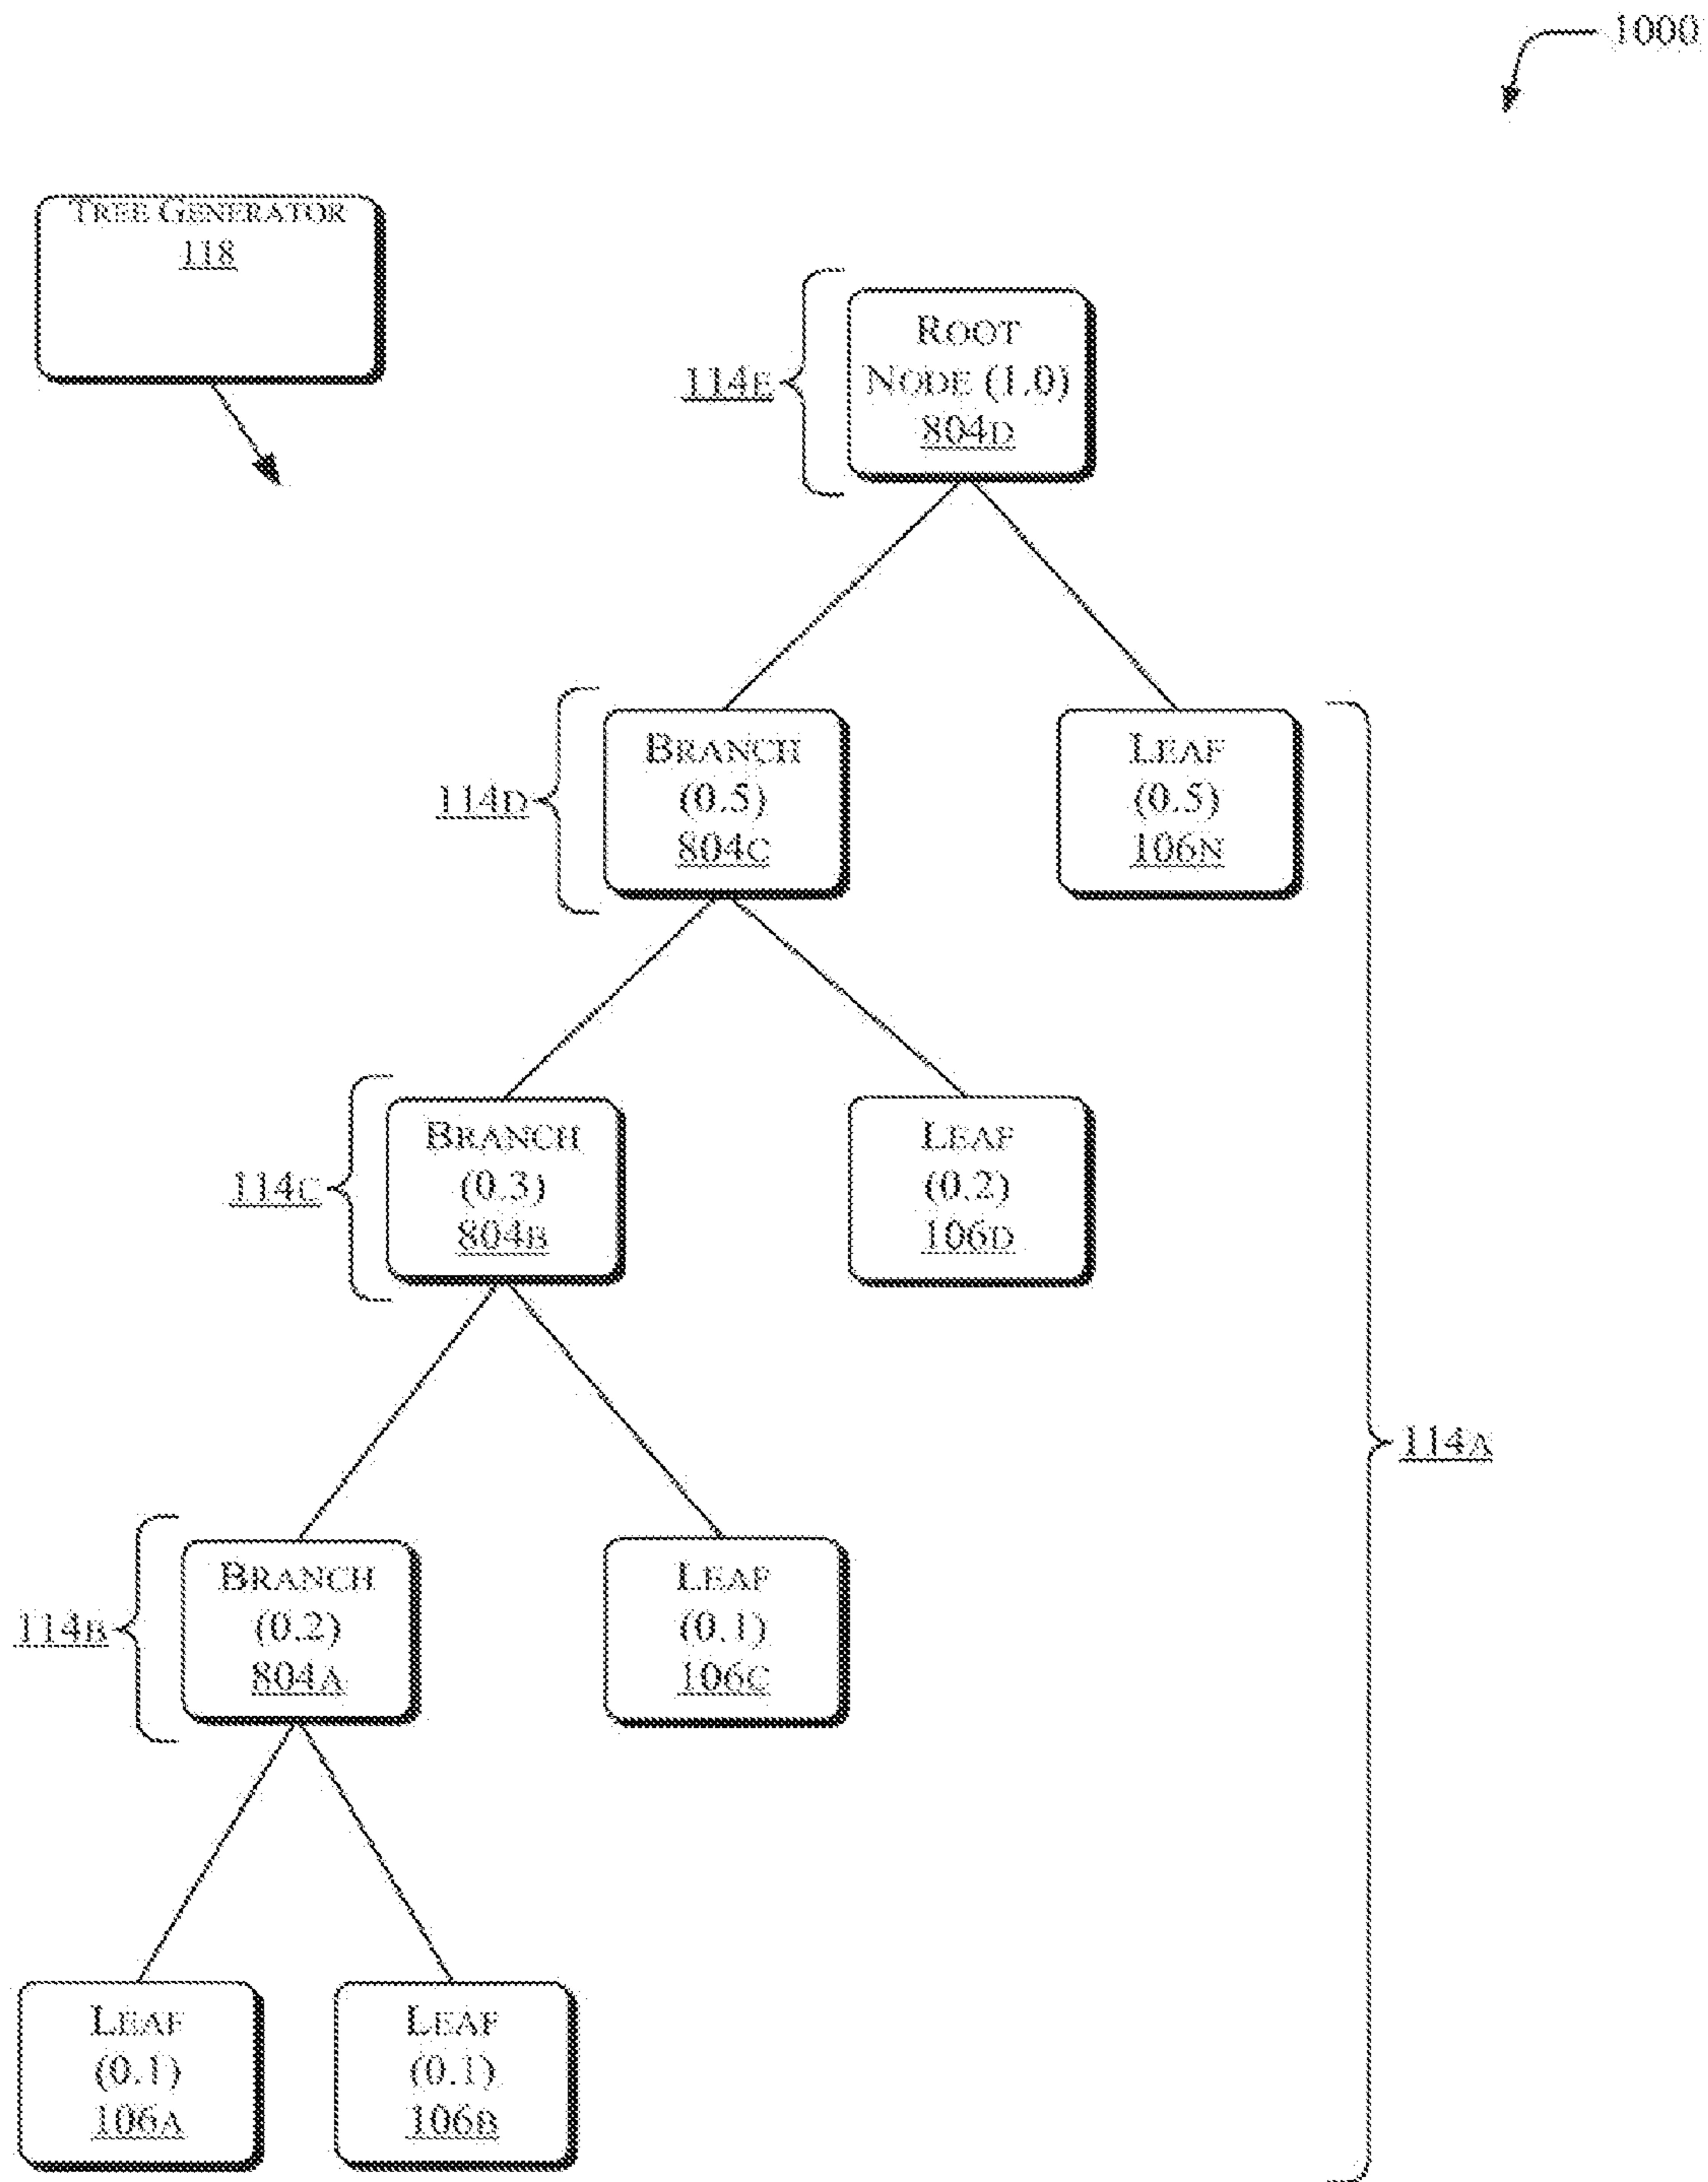 1000
TREE GENERATOR
118
114E
ROOT
NODE (1.0)
804D
114D
BRANCH
(0.5)
804C
LEAF
(0.5)
106N
114C
BRANCH
(0.3)
804B
LEAF
(0.2)
106D
114A
114B
BRANCH
(0.2)
804A
LEAF
(0.1)
106C
LEAF
(0.1)
106A
LEAF
(0.1)
106B